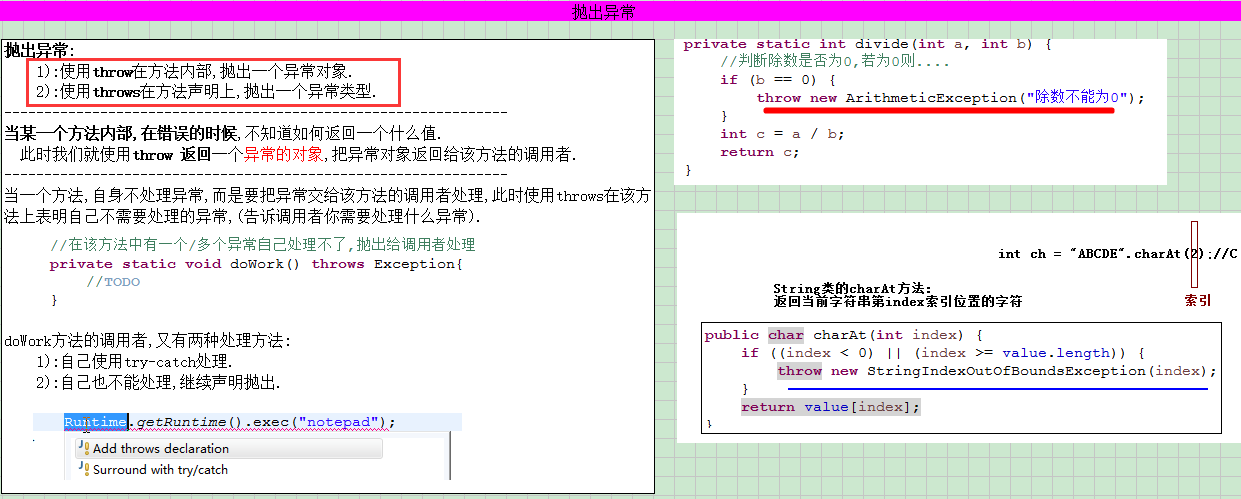 抛出异常
抛出异常:
1):使用throw在方法内部,抛出一个异常对象.
2):使用throws在方法声明上,抛出一个异常类型.
---------------------------------------------------------------
当某一个方法内部,在错误的时候,不知道如何返回一个什么值.
此时我们就使用throw 返回一个异常的对象,把异常对象返回给该方法的调用者.
---------------------------------------------------------------
当一个方法,自身不处理异常,而是要把异常交给该方法的调用者处理,此时使用throws在该方
法上表明自己不需要处理的异常,(告诉调用者你需要处理什么异常).
//在该方法中有一个/多个异常自己处理不了,抛出给调用者处理
private static void doWork() throws Exception{
//TODO
}
doWork方法的调用者,又有两种处理方法:
1):自己使用try-catch处理.
2):自己也不能处理,继续声明抛出.
Runtime.getRuntime().exec("notepad");
Add throws declaration
Surround with try/catch
private static int divide(int a, int b) {
//判断除数是否为0,若为0则....
if (b == 0) {
throw new ArithmeticException("除数不能为0");
}
int c = a / b;
return c;
}
int ch = "ABCDE".charAt(2);//C
String类的charAt方法:
返回当前字符串第index索引位置的字符
索引
public char charAt(int index) {
if ((index < 0) || (index >= value.length)) {
throw new StringIndexOutOfBoundsException(index);
}
return value[index];
}